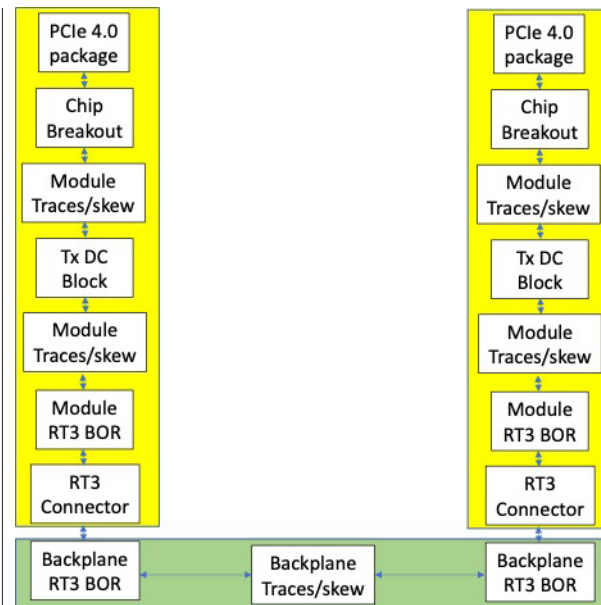 PCIe 4.0
package
Chip
Breakout
Module
Traces/skew
Tx DC
Block
Module
Traces/skew
Module
RT3 BOR
RT3
Connector
PCIe 4.0
package
Chip
Breakout
Module
Traces/skew
Tx DC
Block
Module
Traces/skew
Module
RT3 BOR
RT3
Connector
Backplane
RT3 BOR
Backplane
Traces/skew
Backplane
RT3 BOR